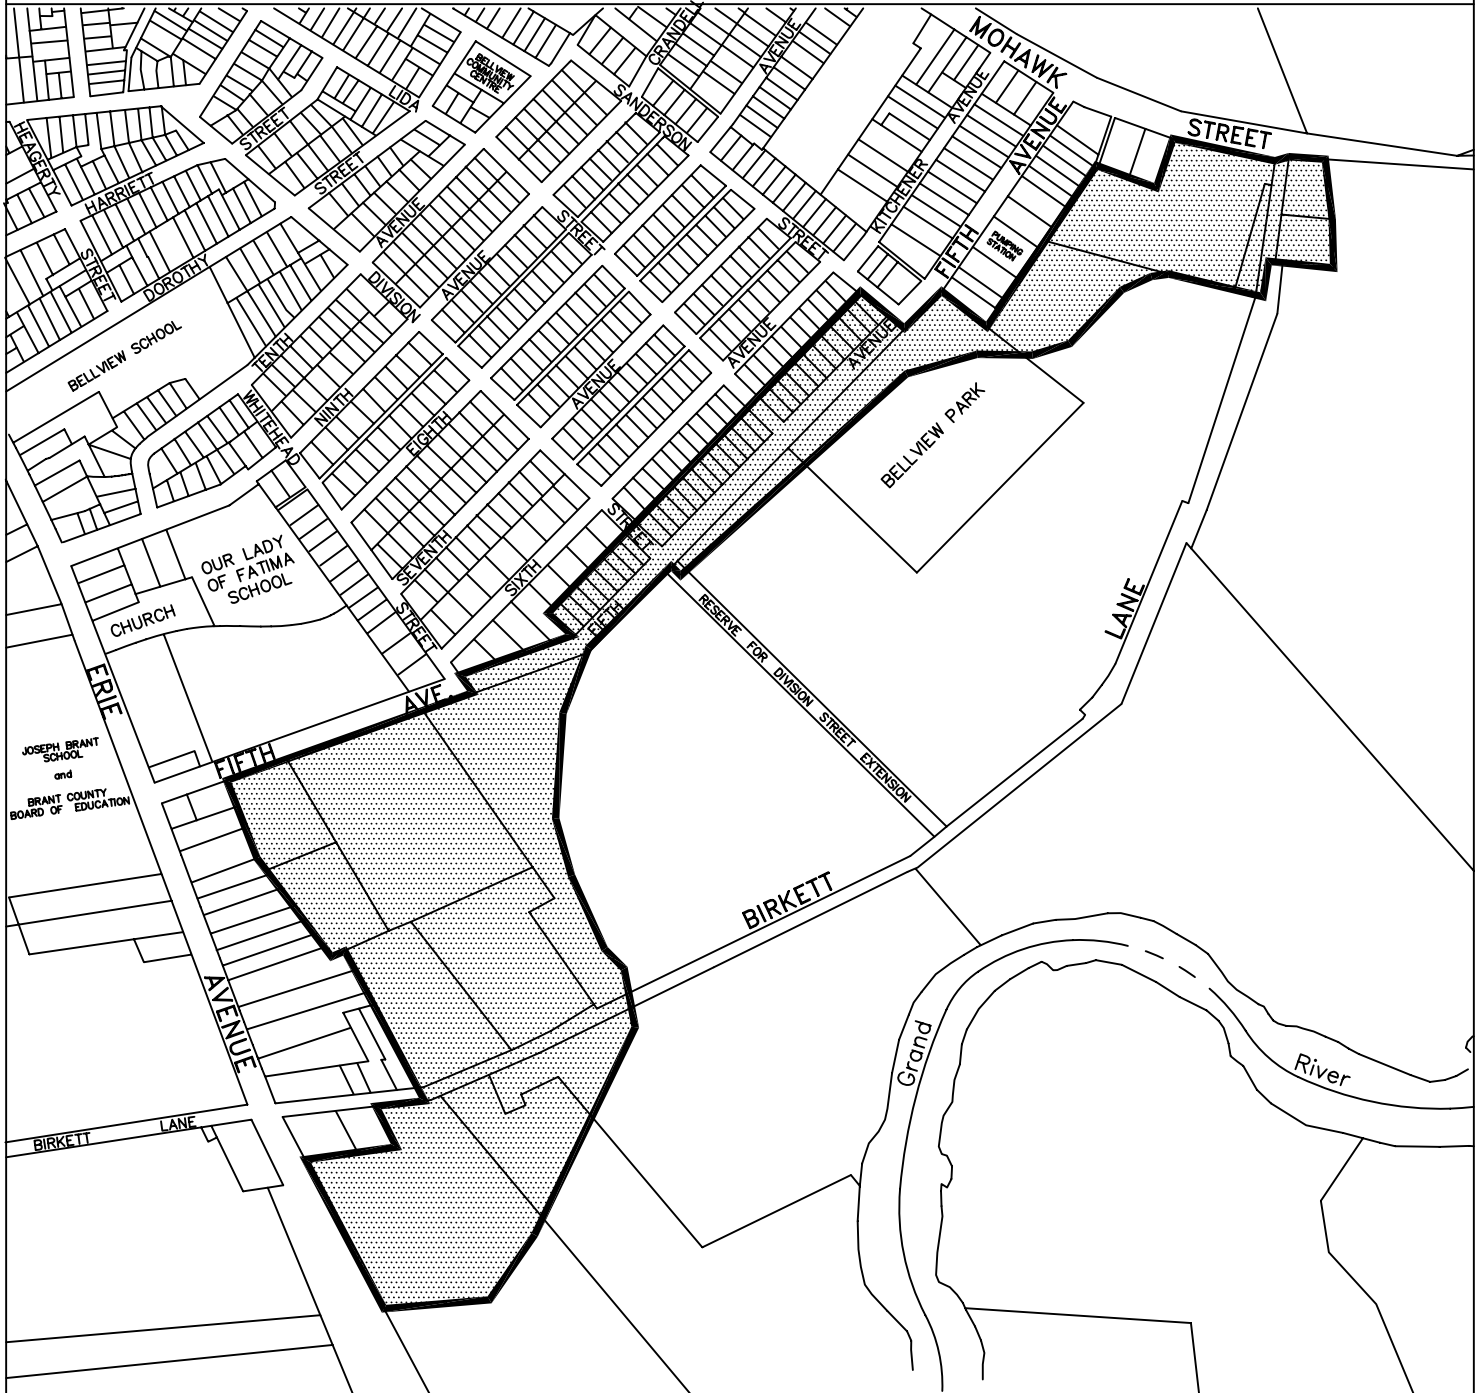 CRANDELL
AVENUE
MOHAWK
STREET
BELLVIEW
COMMUNITY
CENTRE
LIDA
STREET
SANDERSON
STREET
HEAGERTY
STREET
HARRIETT
STREET
DOROTHY
STREET
AVENUE
DIVISION
STREET
AVENUE
KITCHENER
AVENUE
FIFTH
AVENUE
PUMPING
STATION
BELLVIEW SCHOOL
TENTH
WHITEHEAD
STREET
NINTH
EIGHTH
AVENUE
AVENUE
AVENUE
BELLVIEW PARK
STREET
SEVENTH
SIXTH
FIFTH
OUR LADY
OF FATIMA
SCHOOL
CHURCH
RESERVE FOR DIVISION STREET EXTENSION
LANE
ERIE
FIFTH
AVE.
JOSEPH BRANT
SCHOOL
and
BRANT COUNTY
BOARD OF EDUCATION
BIRKETT
AVENUE
Grand
River
BIRKETT
LANE